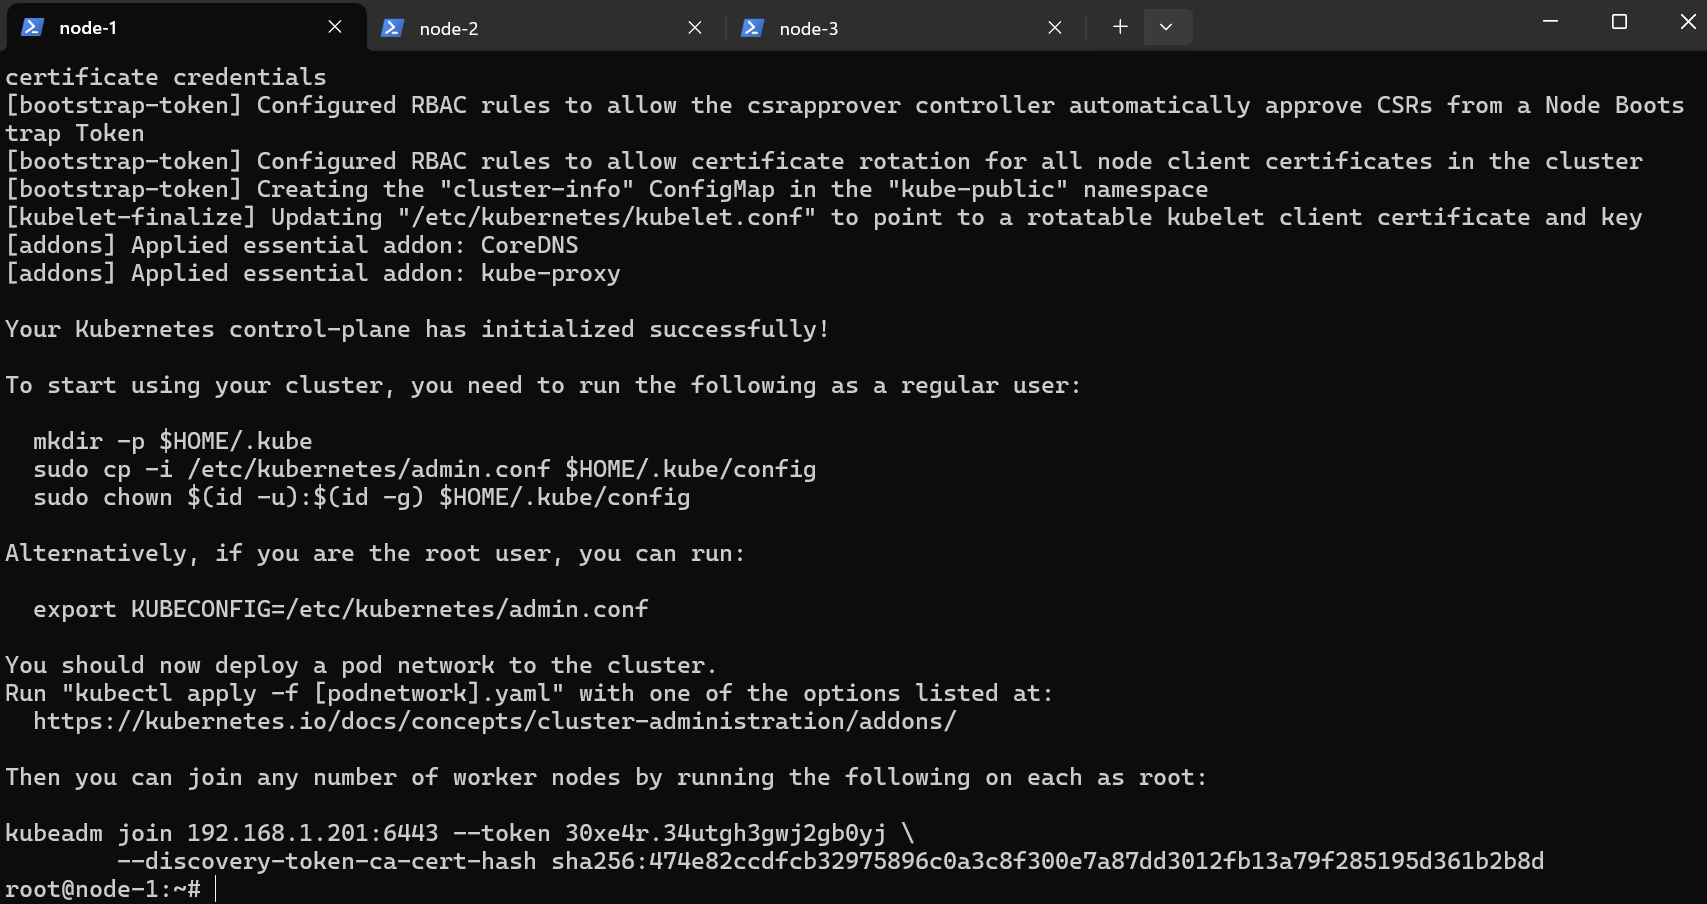 node-1
node-2
node-3
certificate credentials
[bootstrap-token] Configured RBAC rules to allow the csrapprover controller automatically approve CSRs from a Node Boots
trap Token
[bootstrap-token] Configured RBAC rules to allow certificate rotation for all node client certificates in the cluster
[bootstrap-token] Creating the "cluster-info" ConfigMap in the "kube-public" namespace
[kubelet-finalize] Updating "/etc/kubernetes/kubelet.conf" to point to a rotatable kubelet client certificate and key
[addons] Applied essential addon: CoreDNS
[addons] Applied essential addon: kube-proxy
Your Kubernetes control-plane has initialized successfully!
To start using your cluster, you need to run the following as a regular user:
mkdir -p $HOME/.kube
sudo cp -i /etc/kubernetes/admin.conf $HOME/.kube/config
sudo chown $(id -u):$(id -g) $HOME/.kube/config
Alternatively, if you are the root user, you can run:
export KUBECONFIG=/etc/kubernetes/admin.conf
You should now deploy a pod network to the cluster.
Run "kubectl apply -f [podnetwork].yaml" with one of the options listed at:
https://kubernetes.io/docs/concepts/cluster-administration/addons/
Then you can join any number of worker nodes by running the following on each as root:
kubeadm join 192.168.1.201:6443 --token 30xe4r.34utgh3gwj2gb0yj \
--discovery-token-ca-cert-hash sha256:474e82ccdfcb32975896c0a3c8f300e7a87dd3012fb13a79f285195d361b2b8d
root@node-1:~#